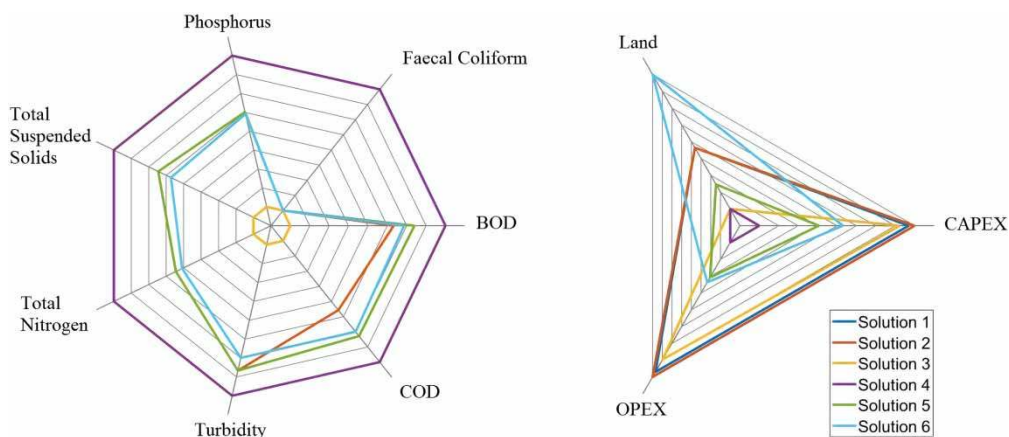 Phosphorus
Faecal Coliform
Total
Suspended
Solids
BOD
Total
Nitrogen
COD
Turbidity
Land
CAPEX
OPEX
Solution 1
Solution 2
Solution 3
Solution 4
Solution 5
Solution 6